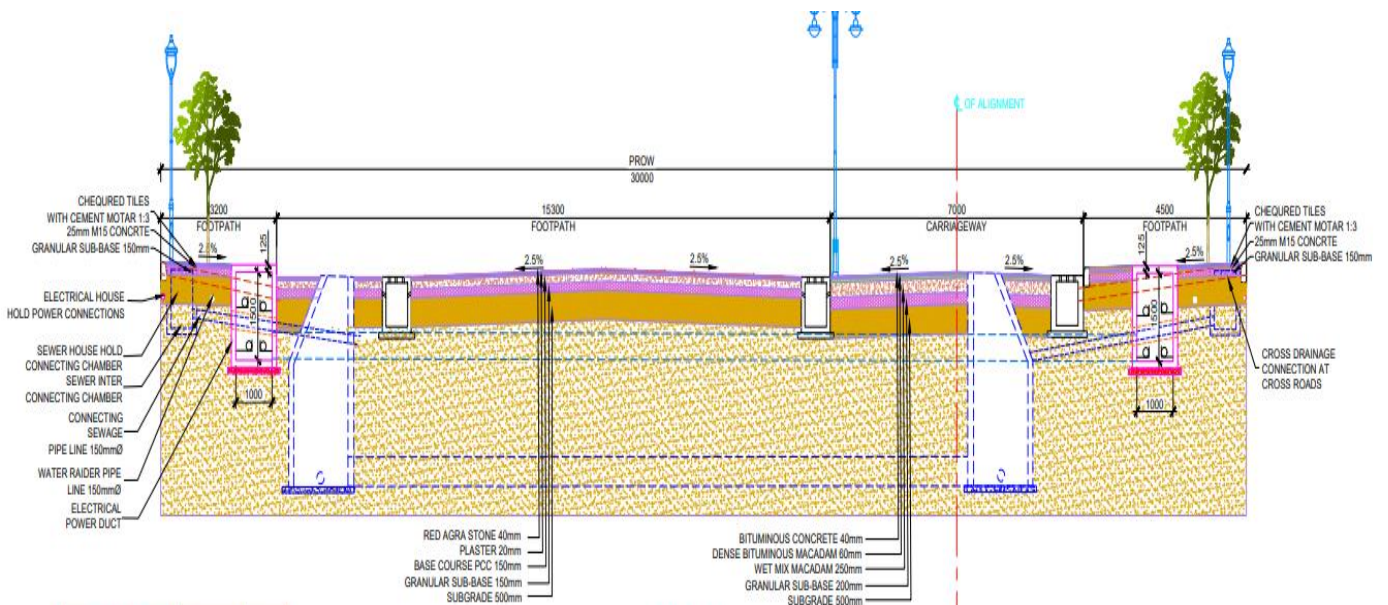 ℄ OF ALIGNMENT
PROW
30000
3200
FOOTPATH
15300
FOOTPATH
7000
CARRIAGEWAY
4500
FOOTPATH
CHEQURED TILES
WITH CEMENT MOTAR 1:3
25mm M15 CONCRTE
GRANULAR SUB-BASE 150mm
ELECTRICAL HOUSE
HOLD POWER CONNECTIONS
SEWER HOUSE HOLD
CONNECTING CHAMBER
SEWER INTER
CONNECTING CHAMBER
CONNECTING
SEWAGE
PIPE LINE 150mmØ
WATER RAIDER PIPE
LINE 150mmØ
ELECTRICAL
POWER DUCT
2.5%
125
1500
1000
2.5%
2.5%
2.5%
2.5%
125
2.5%
1500
1000
CHEQURED TILES
WITH CEMENT MOTAR 1:3
25mm M15 CONCRTE
GRANULAR SUB-BASE 150mm
CROSS DRAINAGE
CONNECTION AT
CROSS ROADS
RED AGRA STONE 40mm
PLASTER 20mm
BASE COURSE PCC 150mm
GRANULAR SUB-BASE 150mm
SUBGRADE 500mm
BITUMINOUS CONCRETE 40mm
DENSE BITUMINOUS MACADAM 60mm
WET MIX MACADAM 250mm
GRANULAR SUB-BASE 200mm
SUBGRADE 500mm